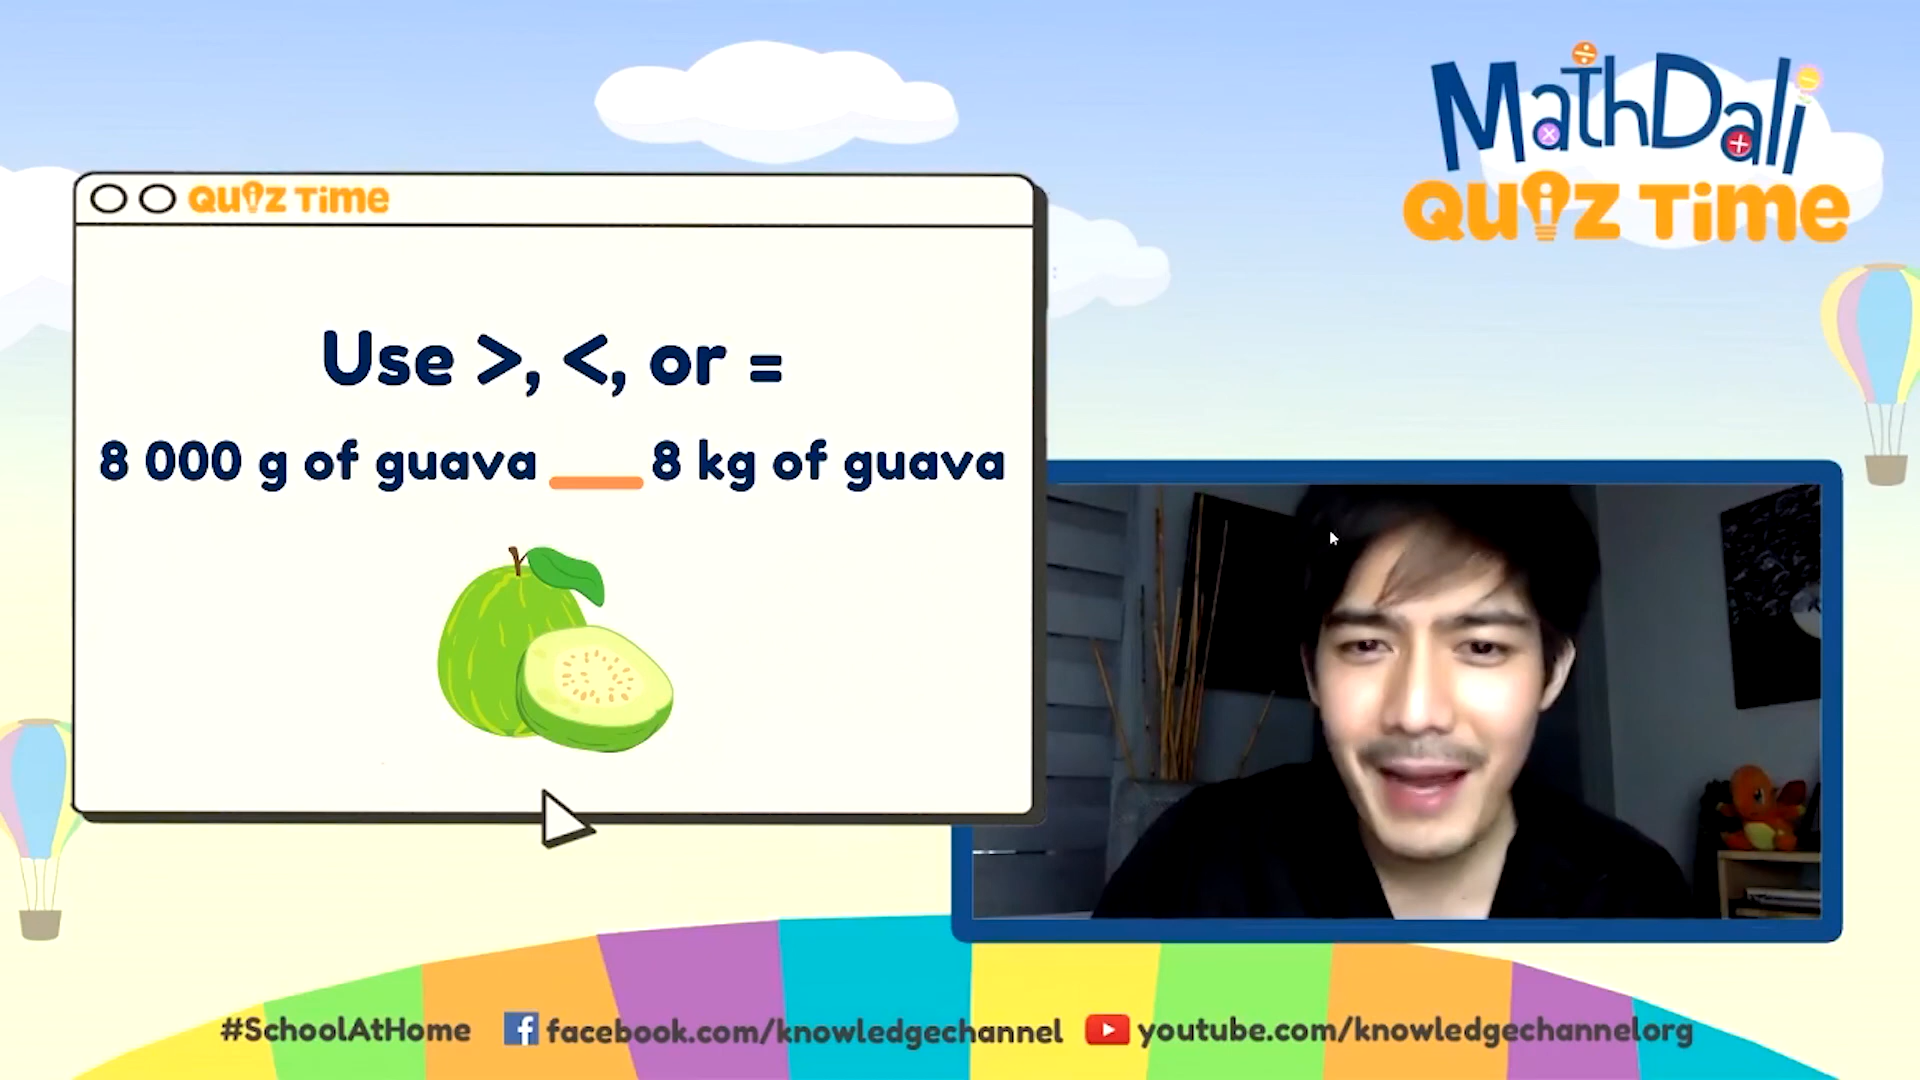 MathDali
QUIZ TIME
QUIZ TIME
Use >, <, or =
8 000 g of guava ___ 8 kg of guava
#SchoolAtHome facebook.com/knowledgechannel youtube.com/knowledgechannelorg